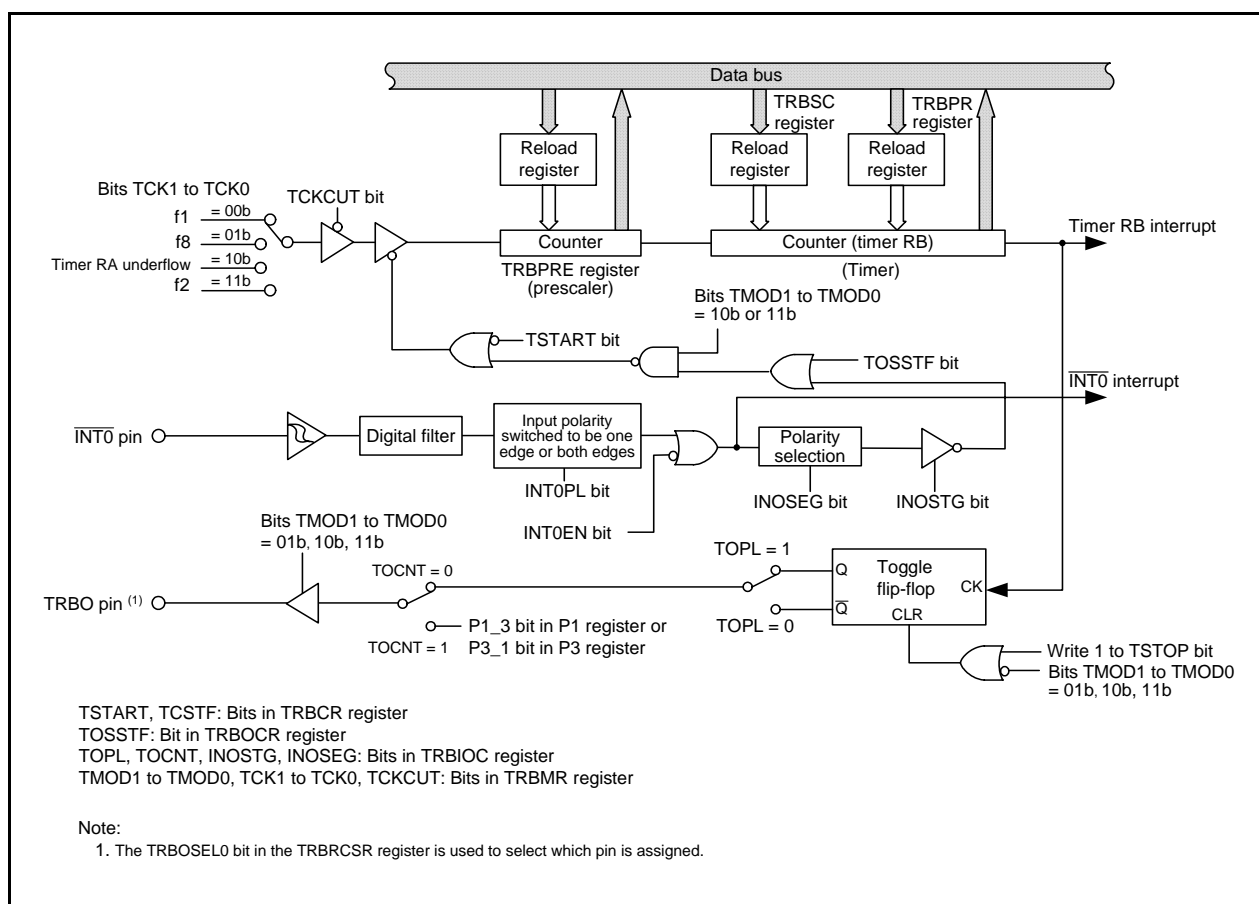 Data bus
TRBSC
register
TRBPR
register
Reload
register
Reload
register
Reload
register
Bits TCK1 to TCK0
TCKCUT bit
f1
= 00b
f8
= 01b
Timer RA underflow
= 10b
f2
= 11b
Counter
TRBPRE register
(prescaler)
Counter (timer RB)
(Timer)
Timer RB interrupt
Bits TMOD1 to TMOD0
= 10b or 11b
TSTART bit
TOSSTF bit
INT0 interrupt
INT0 pin
Digital filter
Input polarity
switched to be one
edge or both edges
Polarity
selection
INT0PL bit
INOSEG bit
INOSTG bit
INT0EN bit
Bits TMOD1 to TMOD0
= 01b, 10b, 11b
TOCNT = 0
TOPL = 1
Q
Toggle
flip-flop
CK
TRBO pin (1)
Q
CLR
TOPL = 0
P1_3 bit in P1 register or
TOCNT = 1
P3_1 bit in P3 register
Write 1 to TSTOP bit
Bits TMOD1 to TMOD0
= 01b, 10b, 11b
TSTART, TCSTF: Bits in TRBCR register
TOSSTF: Bit in TRBOCR register
TOPL, TOCNT, INOSTG, INOSEG: Bits in TRBIOC register
TMOD1 to TMOD0, TCK1 to TCK0, TCKCUT: Bits in TRBMR register
Note:
1. The TRBOSEL0 bit in the TRBRCSR register is used to select which pin is assigned.